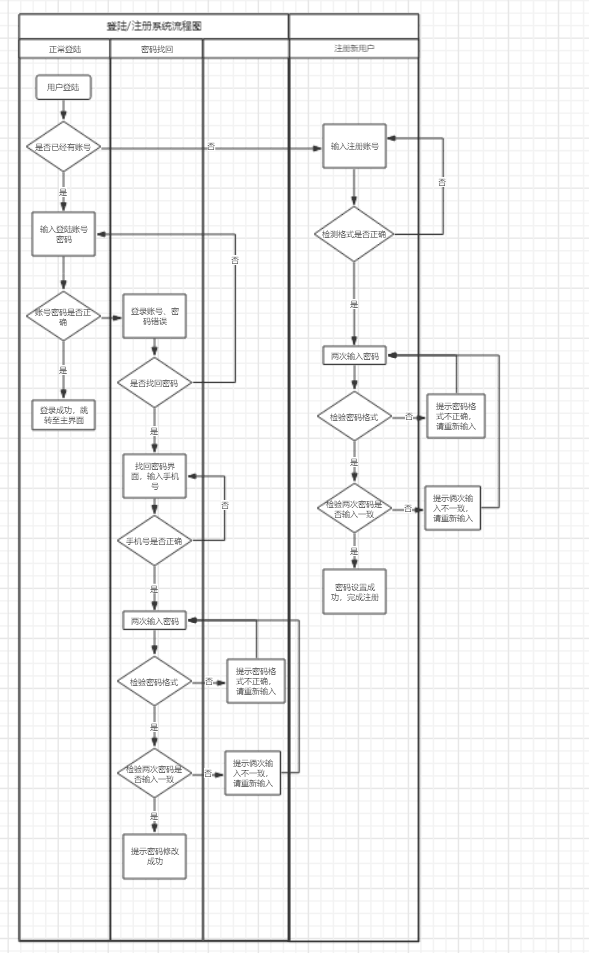 登陆/注册系统流程图
正常登陆
密码找回
注册新用户
用户登陆
是否已经有账号
否
是
输入登陆账号
密码
账号密码是否正
确
是
登录成功，跳
转至主界面
登录账号、密
码错误
是否找回密码
否
是
找回密码界
面，输入手机
号
手机号是否正确
否
是
两次输入密码
检验密码格式
否
提示密码格
式不正确，
请重新输入
是
检验两次密码是
否输入一致
否
提示俩次输
入不一致，
请重新输入
是
提示密码修改
成功
输入注册账号
否
检测格式是否正确
是
两次输入密码
检验密码格式
否
提示密码格
式不正确，
请重新输入
是
检验两次密码是
否输入一致
否
提示俩次输
入不一致，
请重新输入
是
密码设置成
功，完成注册